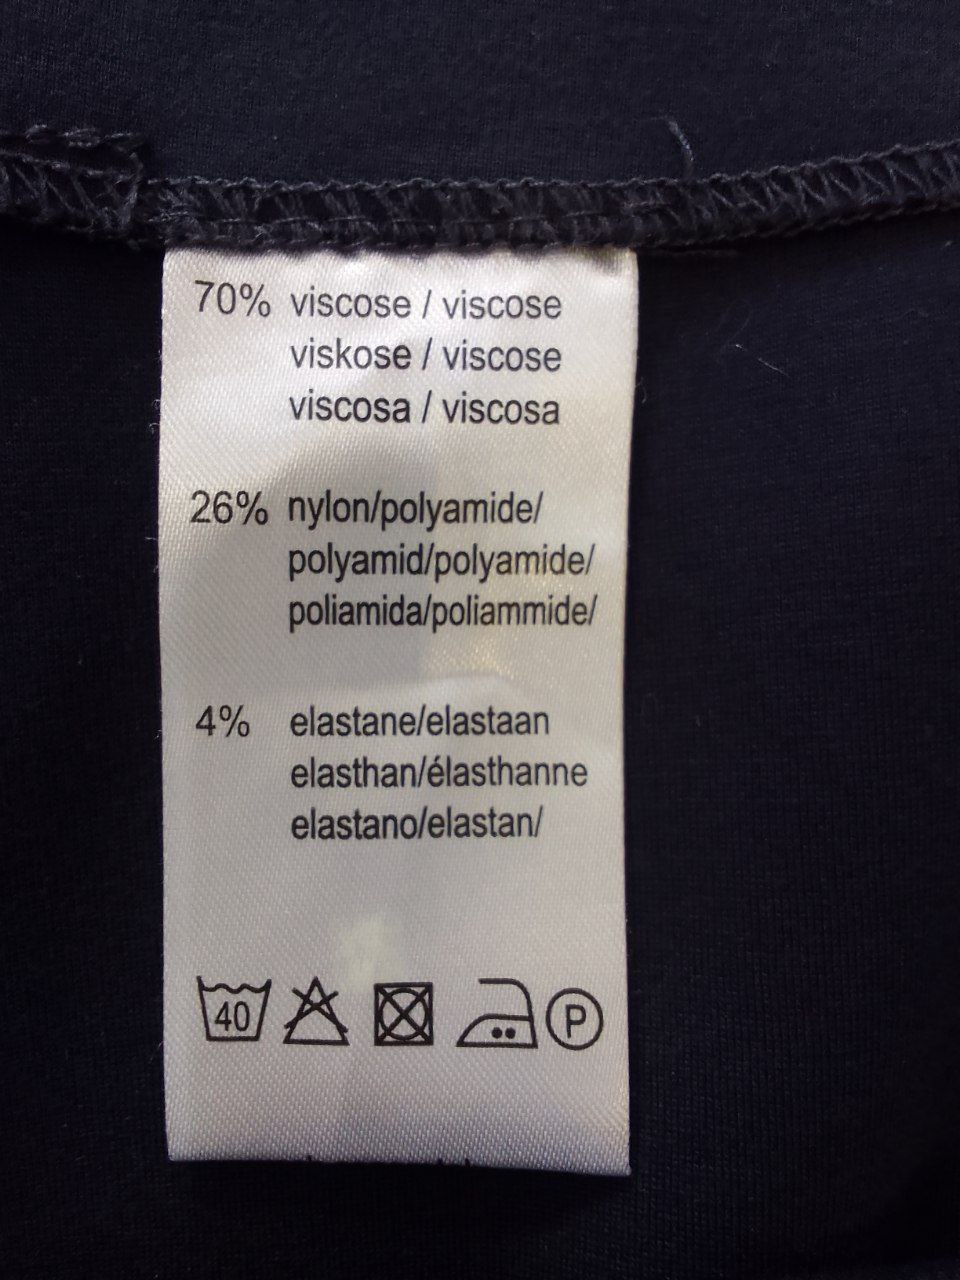 70% viscose / viscose
viskose / viscose
viscosa / viscosa
26% nylon/polyamide/
polyamid/polyamide/
poliamida/poliammide/
4% elastane/elastaan
elasthan/élasthanne
elastano/elastan/
40 P